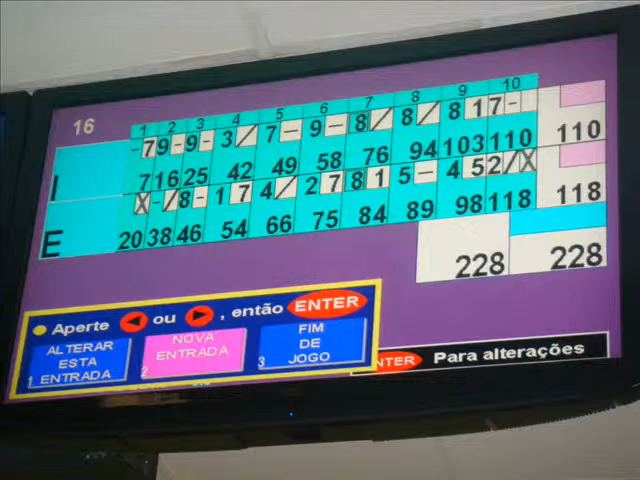 16
1 2 3 4 5 6 7 8 9 10
I - 7 9 - 9 - 3 / 7 - 9 - 8 / 8 / 8 1 7 -
7 16 25 42 49 58 76 94 103 110 110
E X - / 8 - 1 7 4 / 2 7 8 1 5 - 4 5 2 / X
20 38 46 54 66 75 84 89 98 118 118
228 228
Aperte ◀ ou ▶ , então ENTER
1 ALTERAR ESTA ENTRADA
2 NOVA ENTRADA
3 FIM DE JOGO
NTER Para alterações